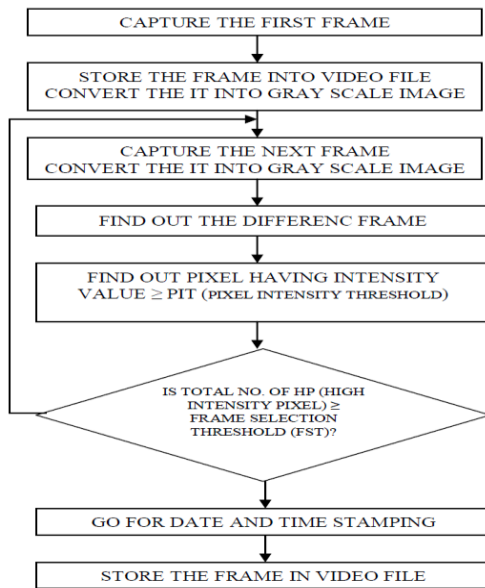 CAPTURE THE FIRST FRAME
STORE THE FRAME INTO VIDEO FILE
CONVERT THE IT INTO GRAY SCALE IMAGE
CAPTURE THE NEXT FRAME
CONVERT THE IT INTO GRAY SCALE IMAGE
FIND OUT THE DIFFERENC FRAME
FIND OUT PIXEL HAVING INTENSITY
VALUE ≥ PIT (PIXEL INTENSITY THRESHOLD)
IS TOTAL NO. OF HP (HIGH
INTENSITY PIXEL) ≥
FRAME SELECTION
THRESHOLD (FST)?
GO FOR DATE AND TIME STAMPING
STORE THE FRAME IN VIDEO FILE